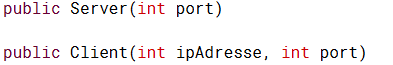 public Server(int port)
public Client(int ipAdresse, int port)